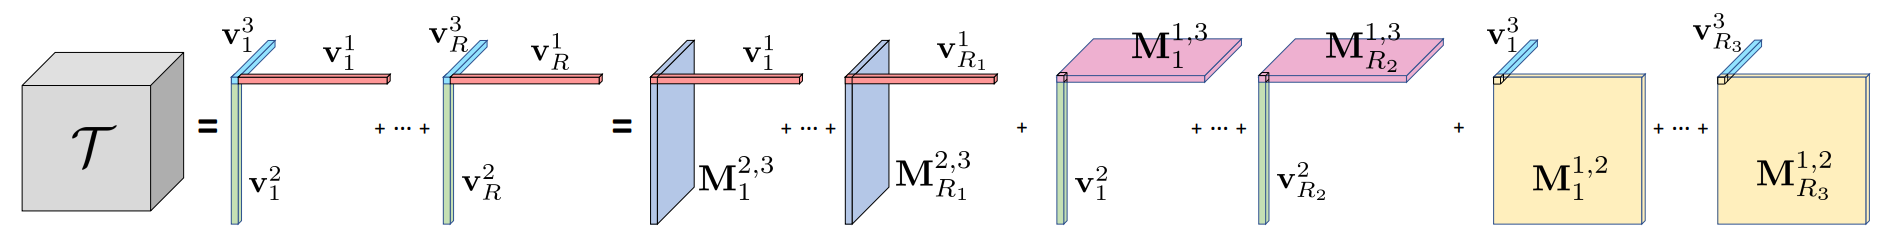 𝒯 = v₁³ v₁¹ v₁² + ... + v_R³ v_R¹ v_R² = v₁¹ M₁^{2,3} + ... + v_{R₁}¹ M_{R₁}^{2,3} + M₁^{1,3} v₁² + ... + M_{R₂}^{1,3} v_{R₂}² + v₁³ M₁^{1,2} + ... + v_{R₃}³ M_{R₃}^{1,2}